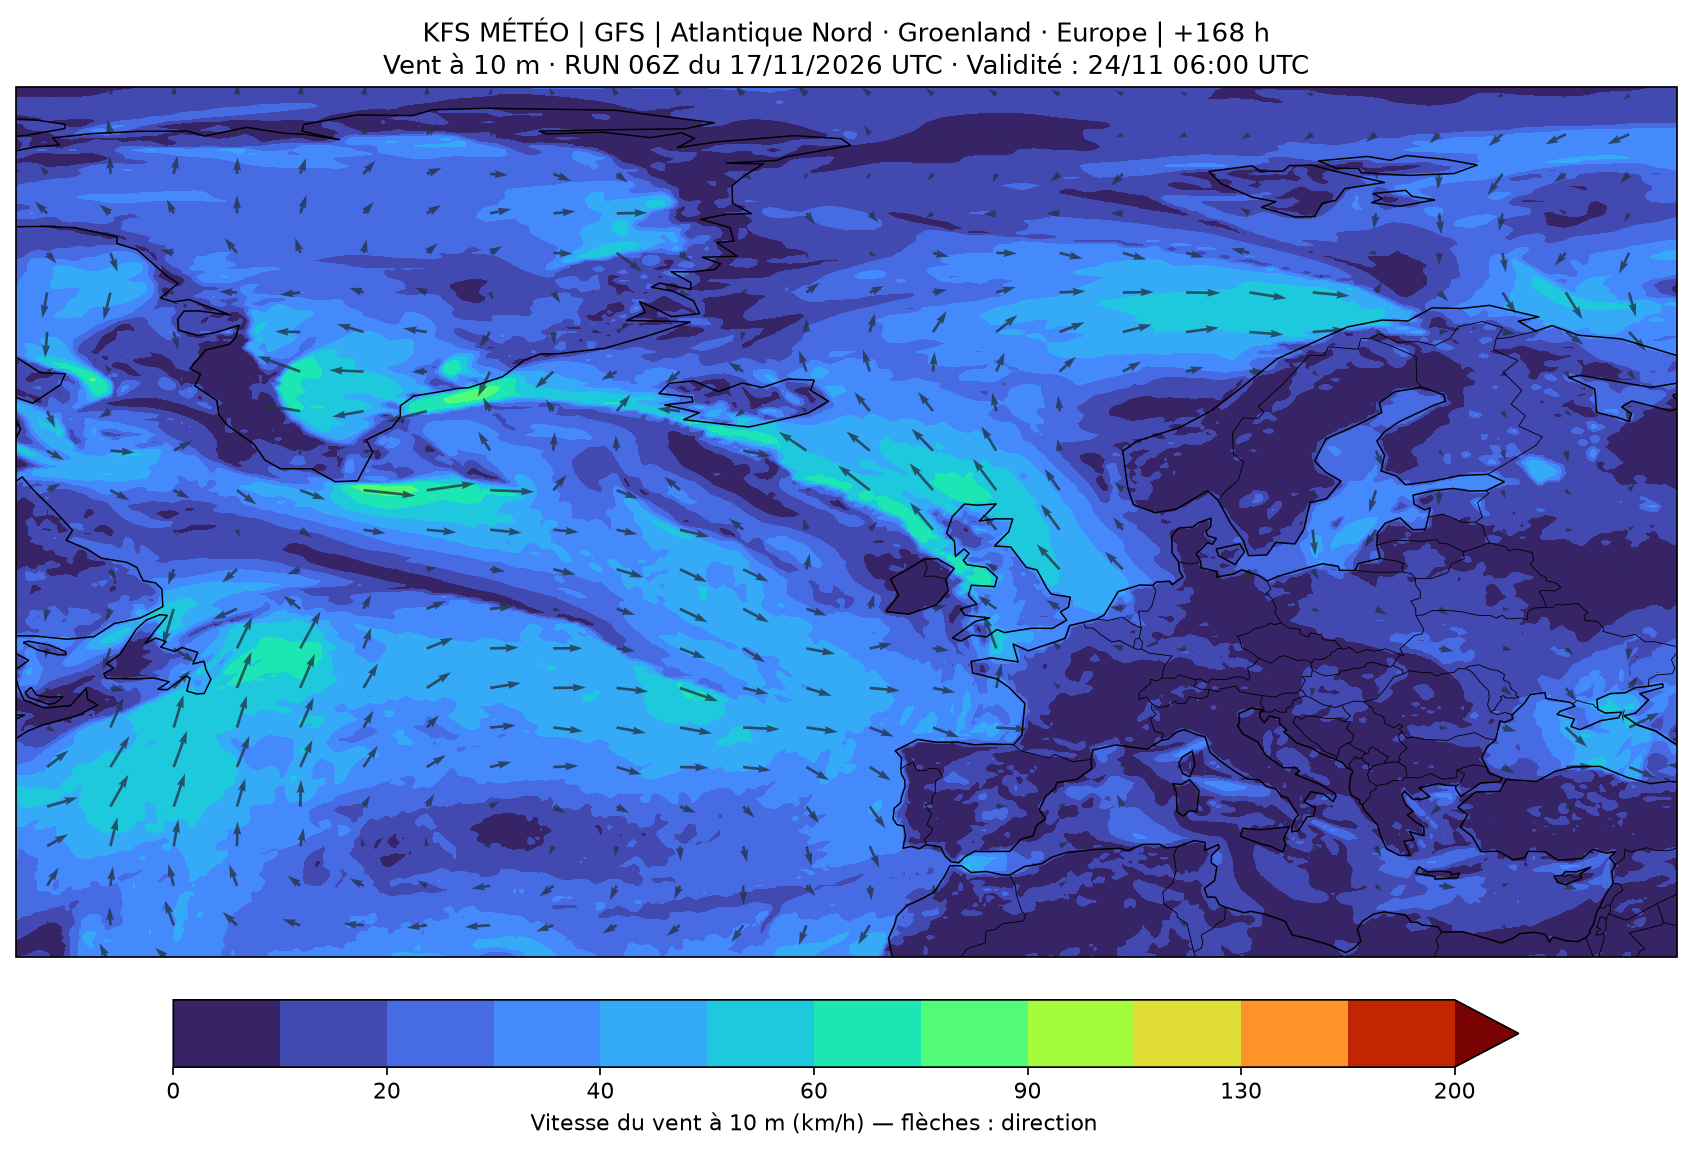 KFS MÉTÉO | GFS | Atlantique Nord · Groenland · Europe | +168 h
Vent à 10 m · RUN 06Z du 17/11/2026 UTC · Validité : 24/11 06:00 UTC
0 20 40 60 90 130 200
Vitesse du vent à 10 m (km/h) — flèches : direction